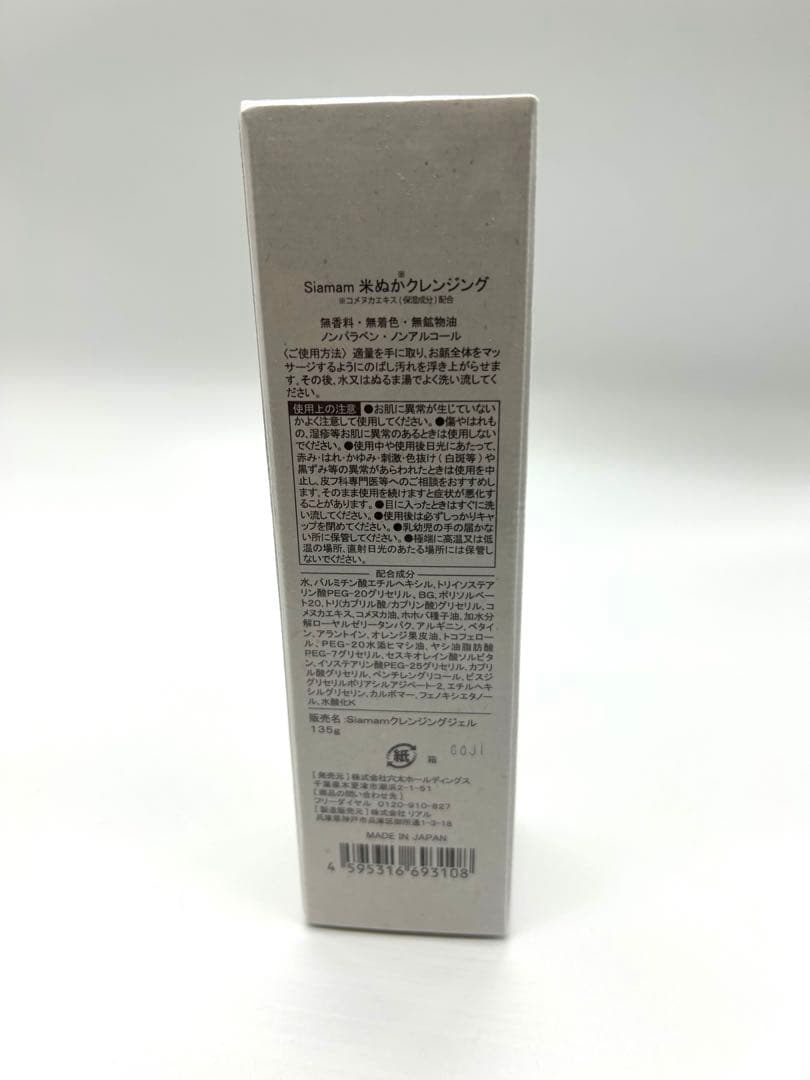 ※
Siamam 米ぬかクレンジング
※コメヌカエキス(保湿成分)配合
無香料・無着色・無鉱物油
ノンパラベン・ノンアルコール
〈ご使用方法〉適量を手に取り、お顔全体をマッ
サージするようにのばし汚れを浮き上がらせま
す。その後、水又はぬるま湯でよく洗い流してく
ださい。
使用上の注意 ●お肌に異常が生じていない
かよく注意して使用してください。●傷やはれも
の、湿疹等お肌に異常のあるときは使用しない
でください。●使用中や使用後日光にあたって、
赤み・はれ・かゆみ・刺激・色抜け(白斑等)や
黒ずみ等の異常があらわれたときは使用を中
止し、皮フ科専門医等へのご相談をおすすめし
ます。そのまま使用を続けますと症状が悪化す
ることがあります。●目に入ったときはすぐに洗
い流してください。●使用後は必ずしっかりキャ
ップを閉めてください。●乳幼児の手の届かな
い所に保管してください。●極端に高温又は低
温の場所、直射日光のあたる場所には保管し
ないでください。
配合成分
水、パルミチン酸エチルヘキシル、トリイソステア
リン酸PEG-20グリセリル、BG、ポリソルベー
ト20、トリ(カプリル酸/カプリン酸)グリセリル、コ
メヌカエキス、コメヌカ油、ホホバ種子油、加水分
解ローヤルゼリータンパク、アルギニン、ベタイ
ン、アラントイン、オレンジ果皮油、トコフェロー
ル、PEG-20水添ヒマシ油、ヤシ油脂肪酸
PEG-7グリセリル、セスキオレイン酸ソルビタ
ン、イソステアリン酸PEG-25グリセリル、カプリ
ル酸グリセリル、ペンチレングリコール、ビスジ
グリセリルポリアシルアジペート-2、エチルヘキ
シルグリセリン、カルボマー、フェノキシエタノー
ル、水酸化K
販売名：Siamamクレンジングジェル
135g
紙 箱 G0JI
[発売元]株式会社六太ホールディングス
千葉県木更津市潮浜2-1-51
[商品の問い合わせ先]
フリーダイヤル 0120-910-827
[製造販売元]株式会社 リアル
兵庫県神戸市兵庫区御所通1-3-18
MADE IN JAPAN
4 595316 693108